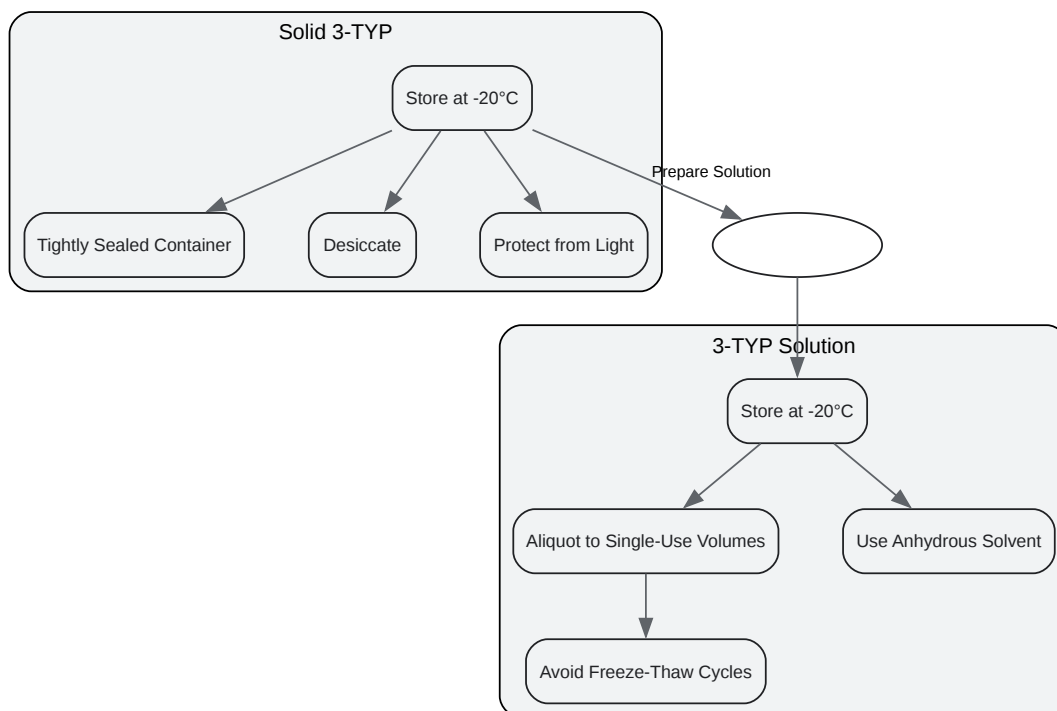 Solid 3-TYP
Store at -20°C
Prepare Solution
Tightly Sealed Container
Desiccate
Protect from Light
3-TYP Solution
Store at -20°C
Aliquot to Single-Use Volumes
Use Anhydrous Solvent
Avoid Freeze-Thaw Cycles